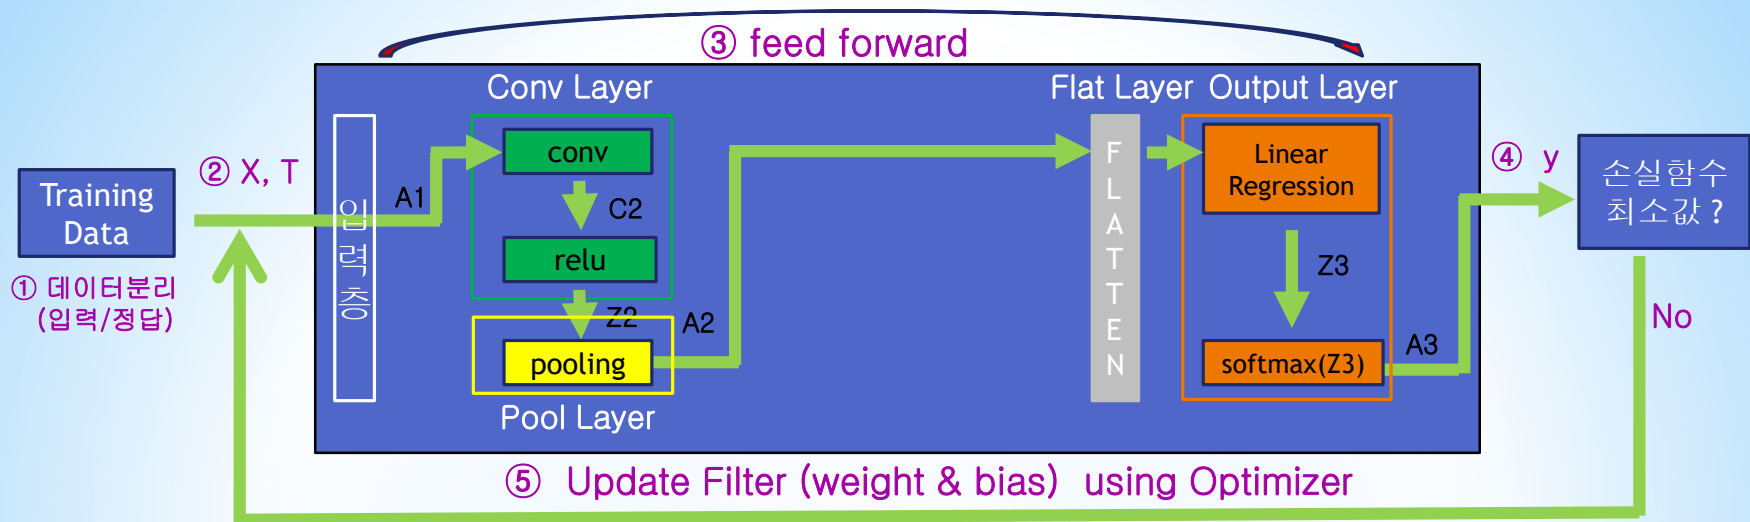 ③ feed forward
Conv Layer
Flat Layer
Output Layer
Training
Data
① 데이터분리
(입력/정답)
② X, T
입력층
A1
conv
C2
relu
Z2
pooling
Pool Layer
A2
FLATTEN
Linear
Regression
Z3
softmax(Z3)
A3
④ y
손실함수
최소값 ?
No
⑤ Update Filter (weight & bias) using Optimizer